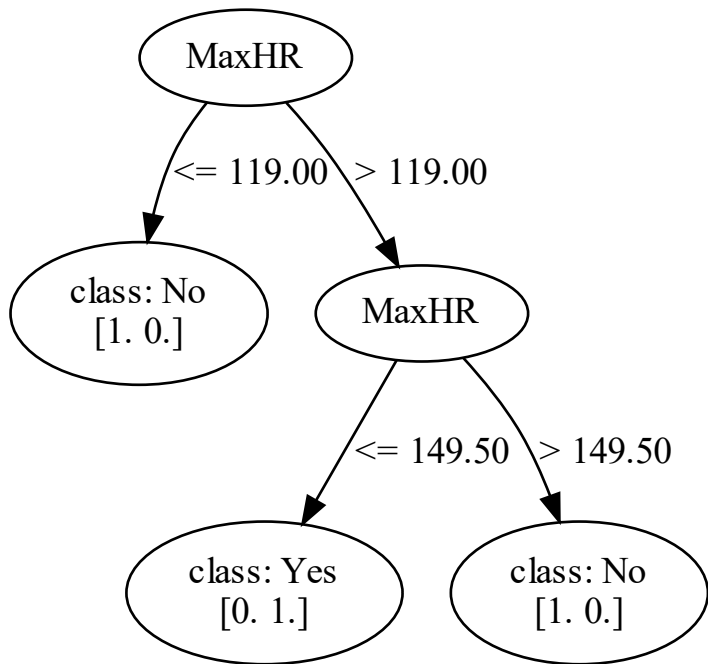 MaxHR
<= 119.00
> 119.00
class: No
[1. 0.]
MaxHR
<= 149.50
> 149.50
class: Yes
[0. 1.]
class: No
[1. 0.]